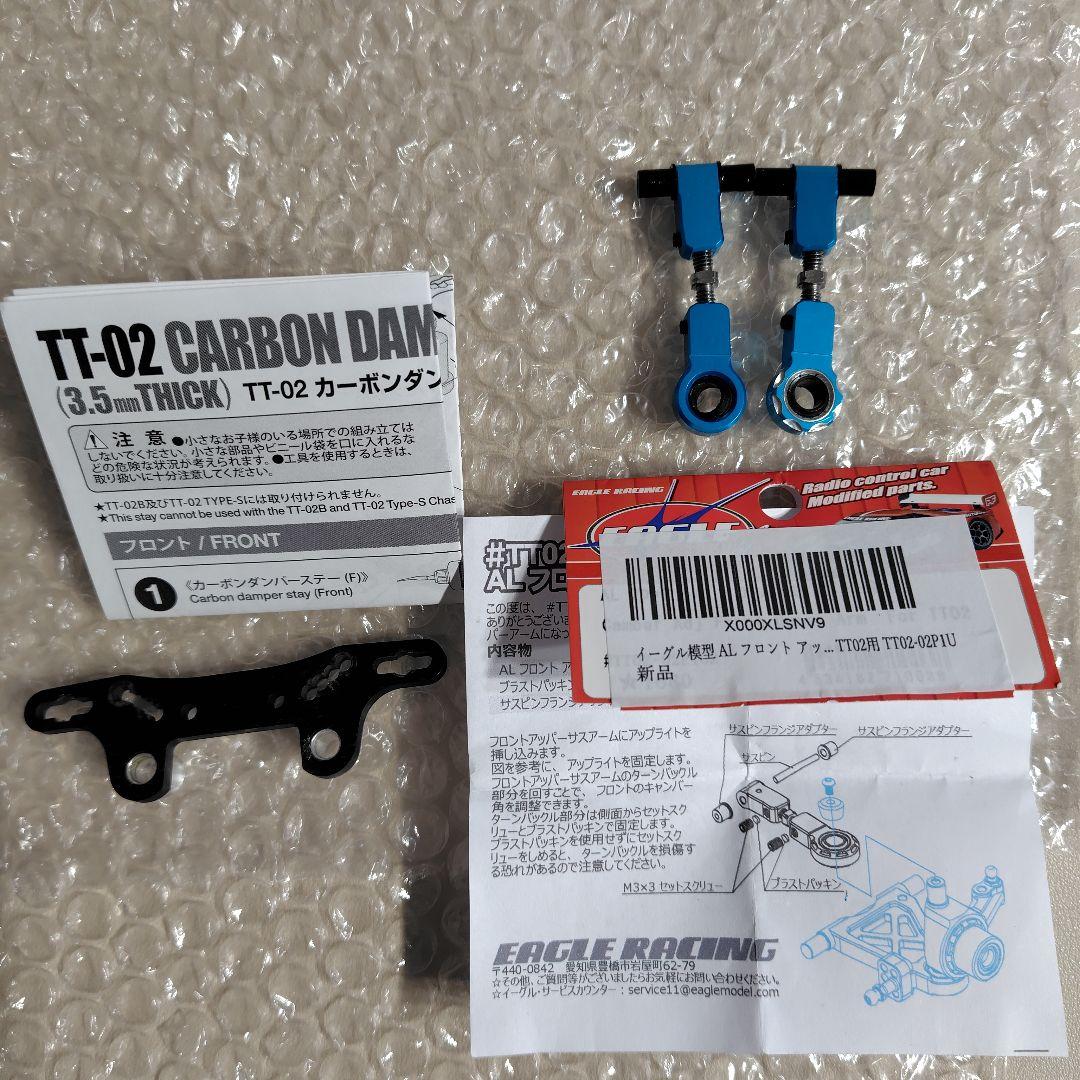 TT-02 CARBON DAM
(3.5mmTHICK) TT-02 カーボンダン
注意 ●小さなお子様のいる場所での組み立ては
しないでください。小さな部品やビニール袋を口に入れるな
どの危険な状況が考えられます。●工具を使用するときは、
取り扱いに十分注意してください。
★TT-02B及びTT-02 TYPE-Sには取り付けられません。
★This stay cannot be used with the TT-02B and TT-02 Type-S Chas
フロント / FRONT
1
《カーボンダンパーステー (F)》
Carbon damper stay (Front)
EAGLE RACING
Radio control car
Modified parts.
EAGLE
X000XLSNV9
イーグル模型 AL フロント アッ...TT02用 TT02-02P1U
新品
#TT02
AL フロ
この度は、#TT
ありがとうござい
バーアームになっ
内容物
AL フロント ア
プラストパッキン
サスピンフランジ
フロントアッパーサスアームにアップライトを
挿し込みます。
図を参考に、アップライトを固定します。
フロントアッパーサスアームのターンバックル
部分を回すことで、フロントのキャンバー
角を調整できます。
ターンバックル部分は側面からセットスク
リューとプラストパッキンで固定します。
プラストパッキンを使用せずにセットスク
リューをしめると、ターンバックルを損傷す
る恐れがあるので注意してください。
サスピンフランジアダプター
サスピンフランジアダプター
サスピン
M3×3 セットスクリュー
プラストパッキン
EAGLE RACING
〒440-0842 愛知県豊橋市岩屋町62-79
☆その他、ご質問等がございましたらお気軽にお問い合わせください。
☆イーグル・サービスカウンター : service11@eaglemodel.com